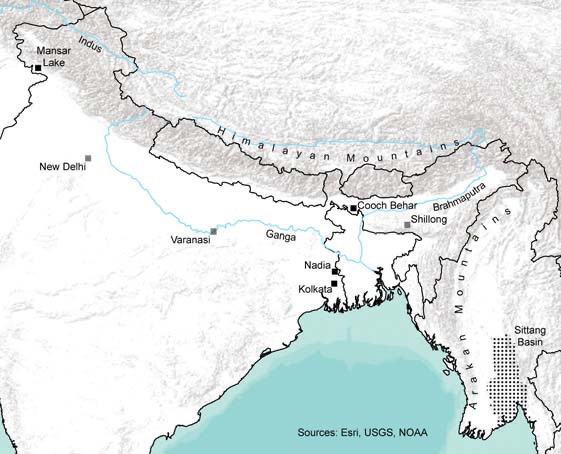 Indus
Mansar
Lake
Himalayan Mountains
New Delhi
Cooch Behar
Brahmaputra
Shillong
Varanasi
Ganga
Arakan Mountains
Nadia
Kolkata
Sittang
Basin
Sources: Esri, USGS, NOAA